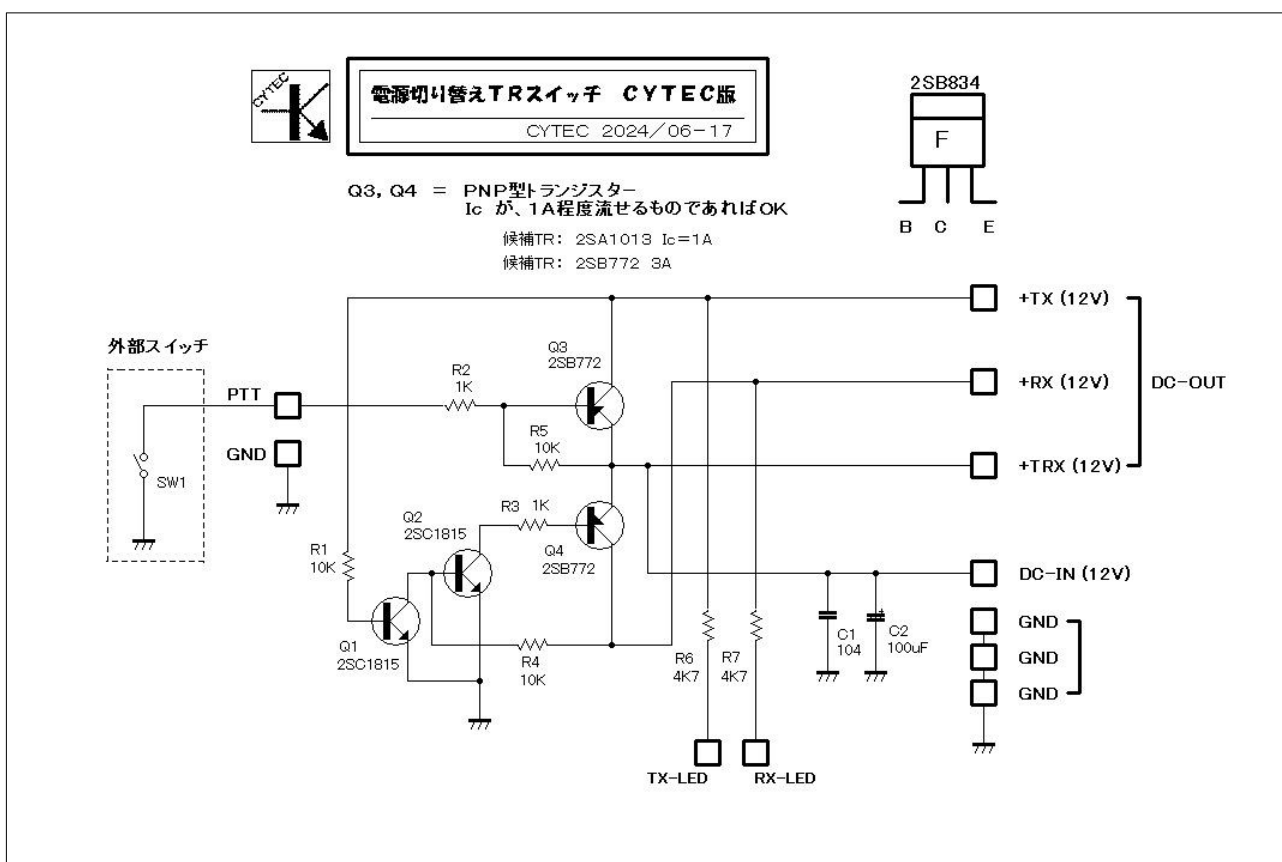 CYTEC
電源切り替えTRスイッチ CYTEC版
CYTEC 2024/06-17
2SB834
F
B C E
Q3, Q4 = PNP型トランジスター
Ic が、1A程度流せるものであればOK
候補TR: 2SA1013 Ic=1A
候補TR: 2SB772 3A
+TX (12V)
外部スイッチ
Q3
2SB772
R2
1K
+RX (12V)
DC-OUT
PTT
R5
10K
GND
+TRX (12V)
SW1
R3 1K
Q2
2SC1815
Q4
2SB772
R1
10K
DC-IN (12V)
C1
104
C2
100uF
+
GND
GND
GND
Q1
2SC1815
R4
10K
R6
4K7
R7
4K7
TX-LED
RX-LED